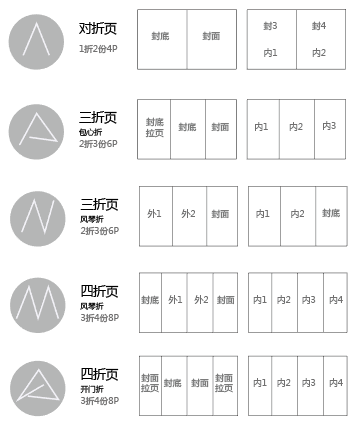 对折页
1折2份4P
封底 封面
封3 封4
内1 内2
三折页
包心折
2折3份6P
封底
拉页
封底 封面
内1 内2 内3
三折页
风琴折
2折3份6P
外1 外2 封面
内1 内2 封底
四折页
风琴折
3折4份8P
封底 外1 外2 封面
内1 内2 内3 内4
四折页
开门折
3折4份8P
封面
拉页
封底 封面
封面
拉页
内1 内2 内3 内4